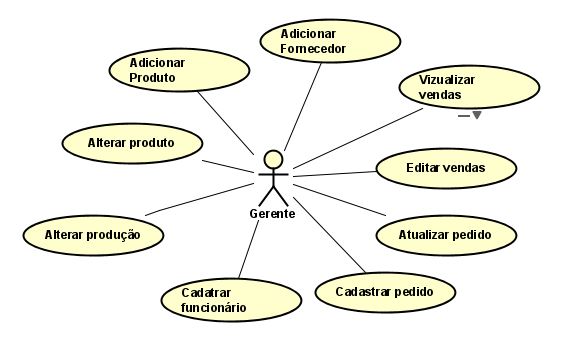 Adicionar
Fornecedor
Adicionar
Produto
Vizualizar
vendas
Alterar produto
Editar vendas
Gerente
Alterar produção
Atualizar pedido
Cadatrar
funcionário
Cadastrar pedido